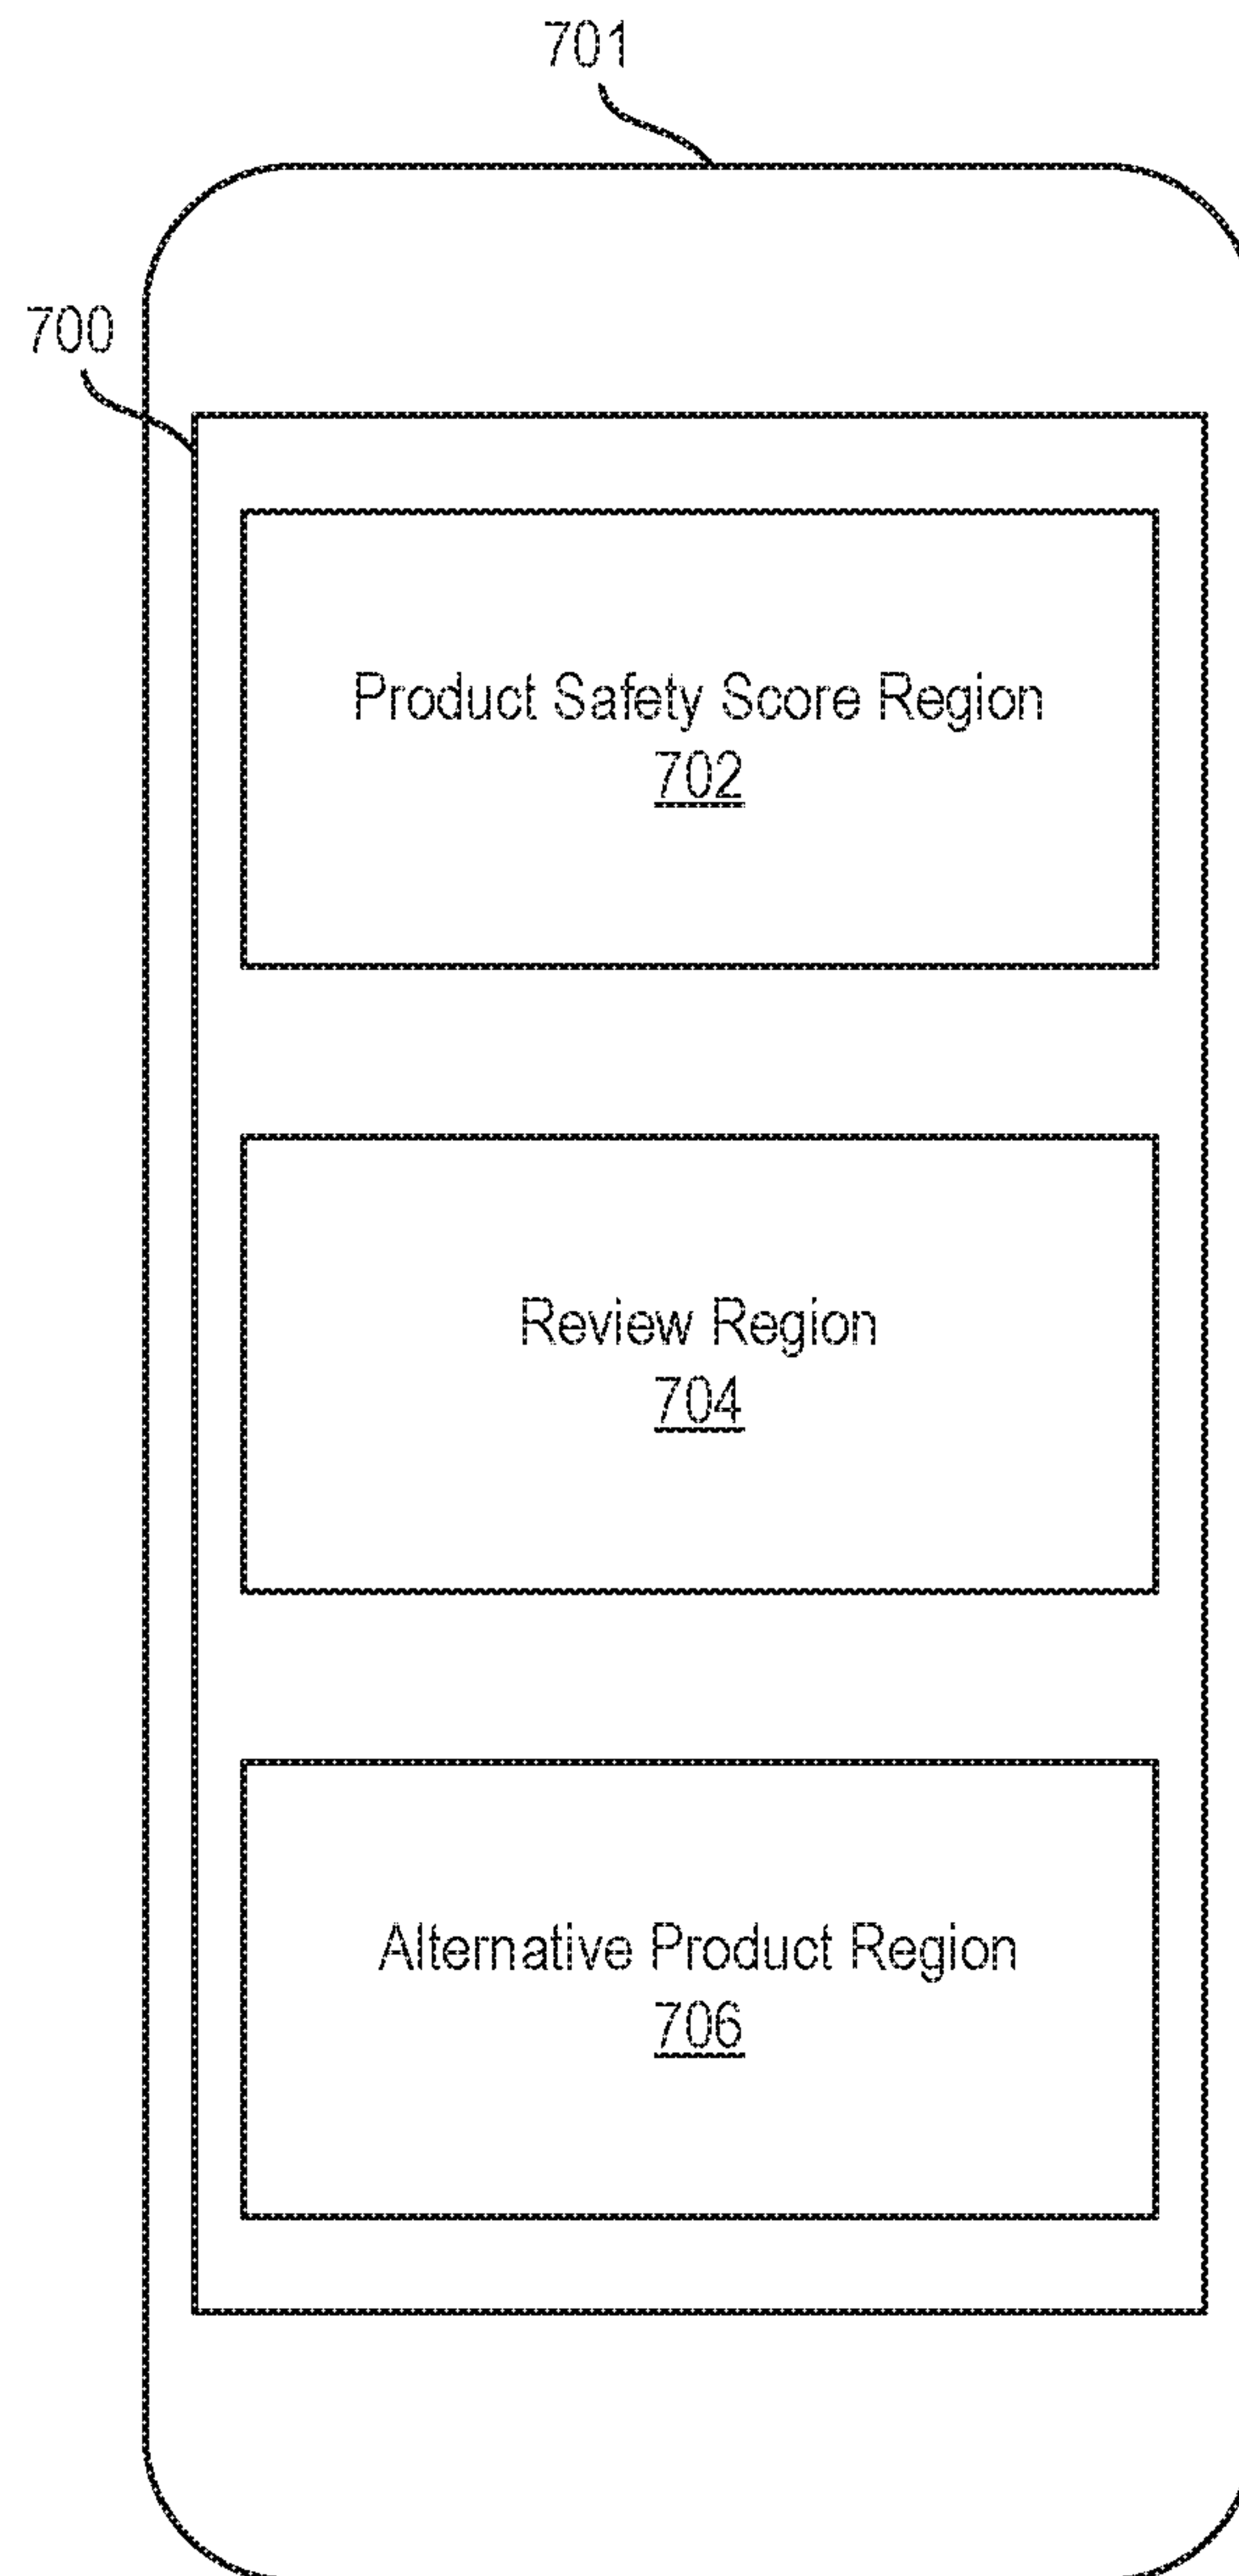 701
700
Product Safety Score Region
702
Review Region
704
Alternative Product Region
706